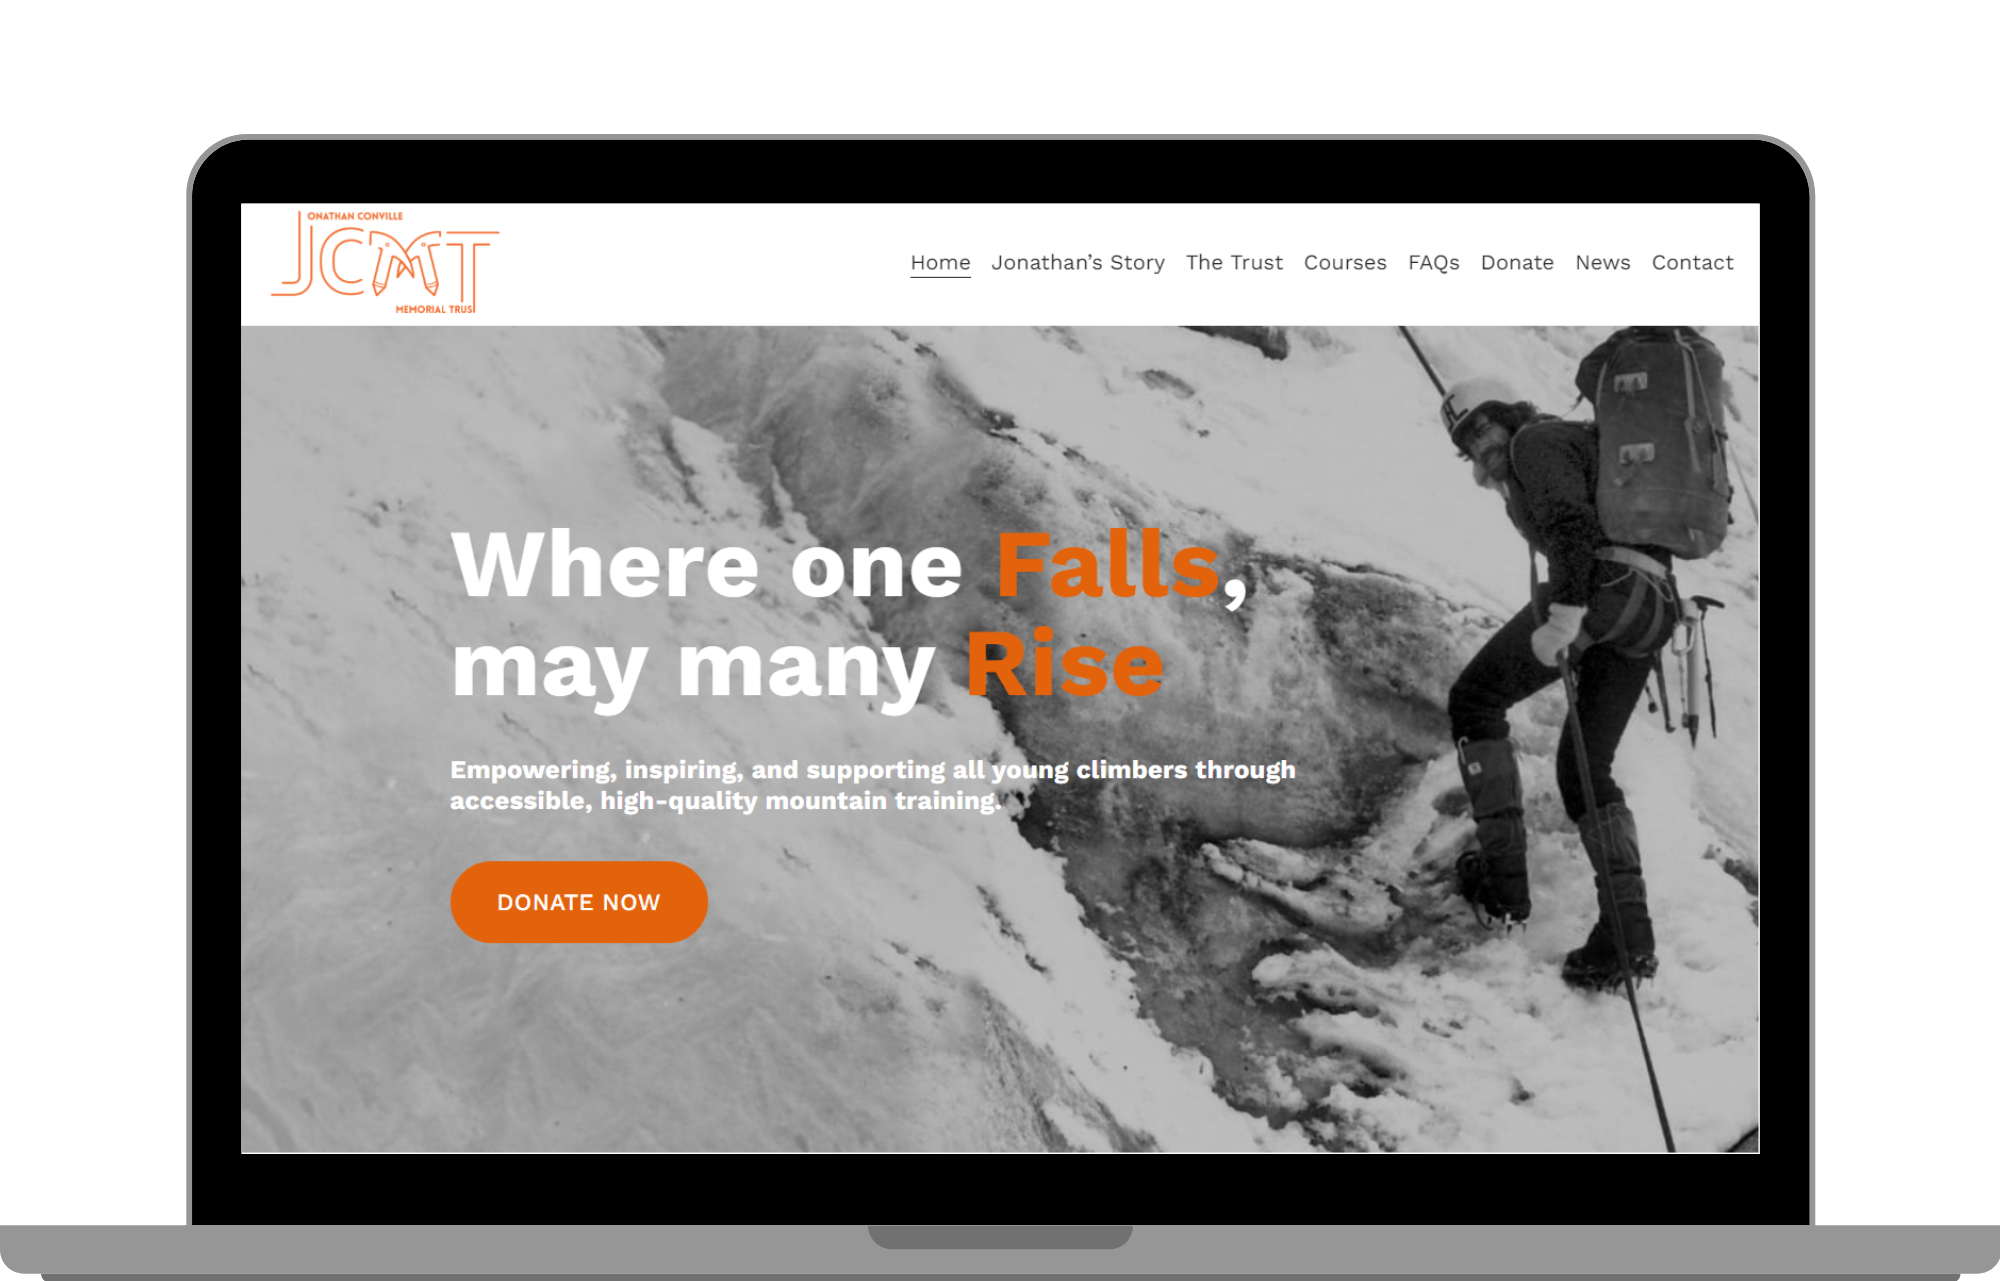 JONATHAN CONVILLE
JCMT
MEMORIAL TRUST
Home Jonathan’s Story The Trust Courses FAQs Donate News Contact
Where one Falls,
may many Rise
Empowering, inspiring, and supporting all young climbers through
accessible, high-quality mountain training.
DONATE NOW